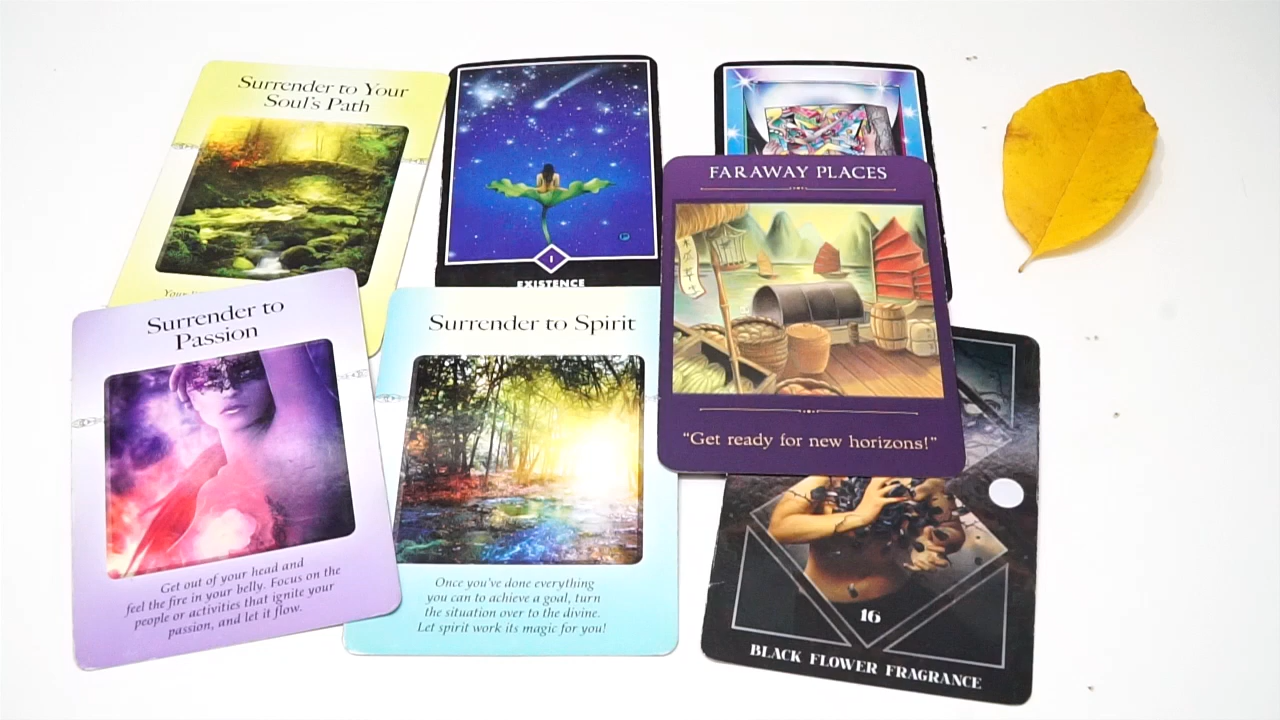 Surrender to Your
Soul's Path
Your
Surrender to
Passion
Get out of your head and
feel the fire in your belly. Focus on the
people or activities that ignite your
passion, and let it flow.
I
EXISTENCE
Surrender to Spirit
Once you've done everything
you can to achieve a goal, turn
the situation over to the divine.
Let spirit work its magic for you!
FARAWAY PLACES
"Get ready for new horizons!"
16
BLACK FLOWER FRAGRANCE